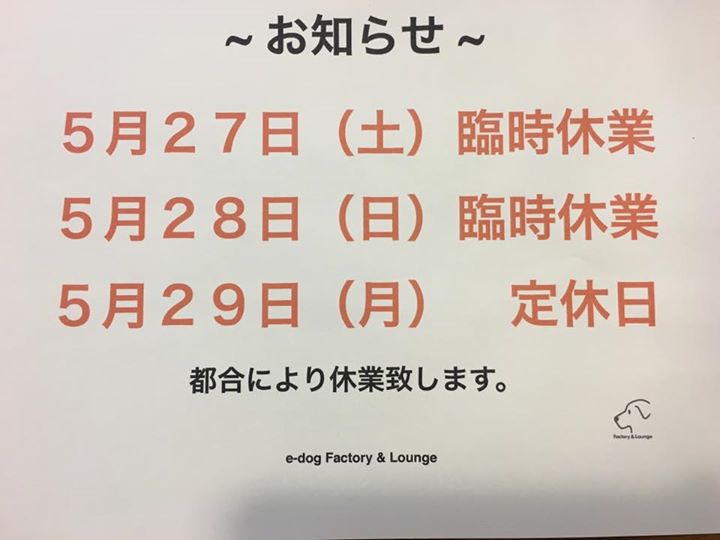 ~ お知らせ ~
５月２７日（土）臨時休業
５月２８日（日）臨時休業
５月２９日（月）　定休日
都合により休業致します。
Factory & Lounge
e-dog Factory & Lounge